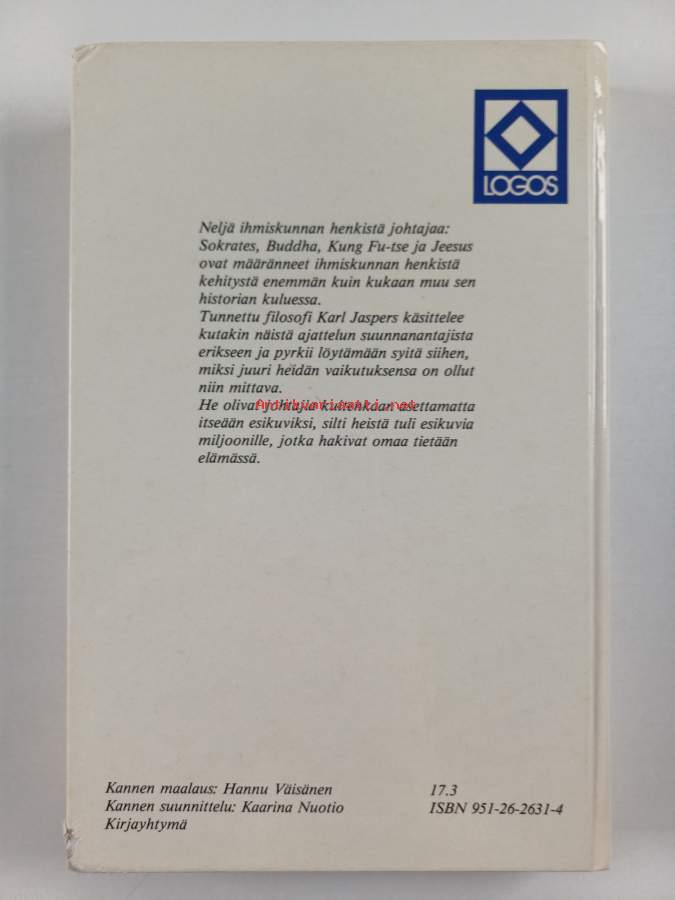 LOGOS
Neljä ihmiskunnan henkistä johtajaa:
Sokrates, Buddha, Kung Fu-tse ja Jeesus
ovat määränneet ihmiskunnan henkistä
kehitystä enemmän kuin kukaan muu sen
historian kuluessa.
Tunnettu filosofi Karl Jaspers käsittelee
kutakin näistä ajattelun suunnanantajista
erikseen ja pyrkii löytämään syitä siihen,
miksi juuri heidän vaikutuksensa on ollut
niin mittava.
He olivat johtajia kuitenkaan asettamatta
itseään esikuviksi, silti heistä tuli esikuvia
miljoonille, jotka hakivat omaa tietään
elämässä.
Kannen maalaus: Hannu Väisänen
Kannen suunnittelu: Kaarina Nuotio
Kirjayhtymä
17.3
ISBN 951-26-2631-4